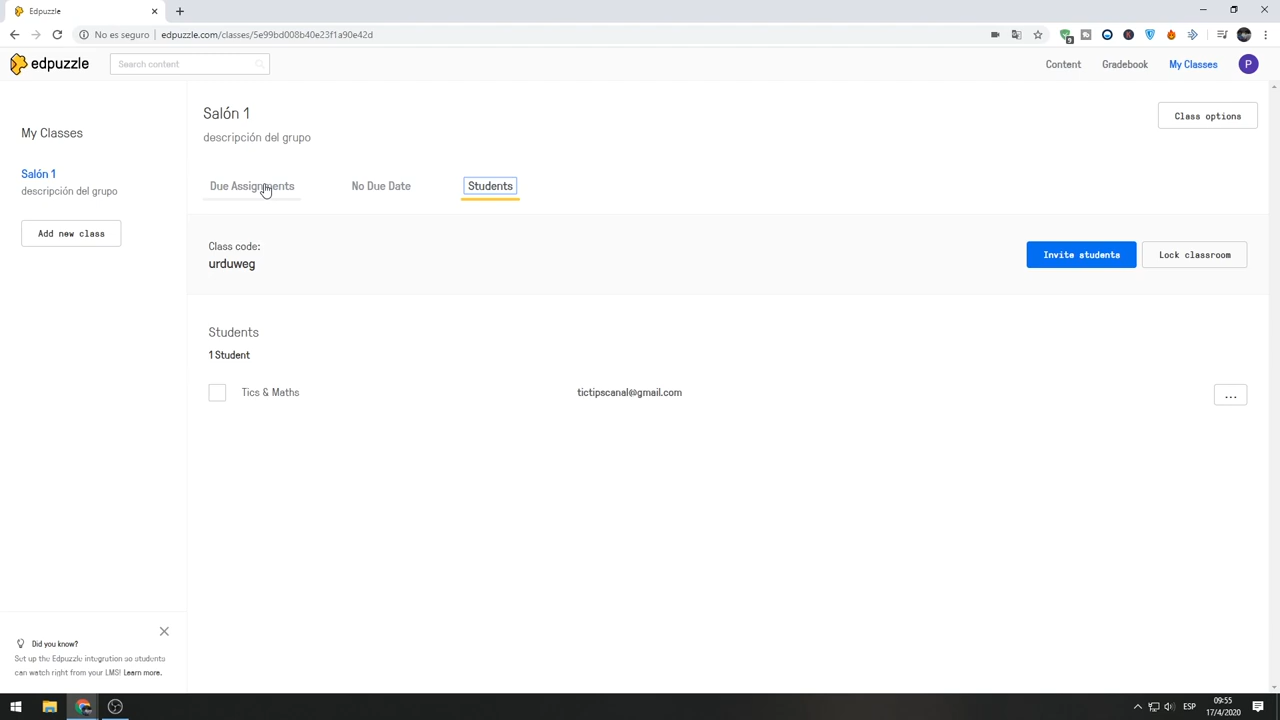 Edpuzzle
No es seguro | edpuzzle.com/classes/5e99bd008b40e23f1a90e42d
9
edpuzzle
Search content
Content
Gradebook
My Classes
P
My Classes
Salón 1
descripción del grupo
Add new class
Salón 1
descripción del grupo
Class options
Due Assignments
No Due Date
Students
Class code:
urduweg
Invite students
Lock classroom
Students
1 Student
Tics & Maths
tictipscanal@gmail.com
...
Did you know?
Set up the Edpuzzle integration so students
can watch right from your LMS! Learn more.
ESP
09:55
17/4/2020